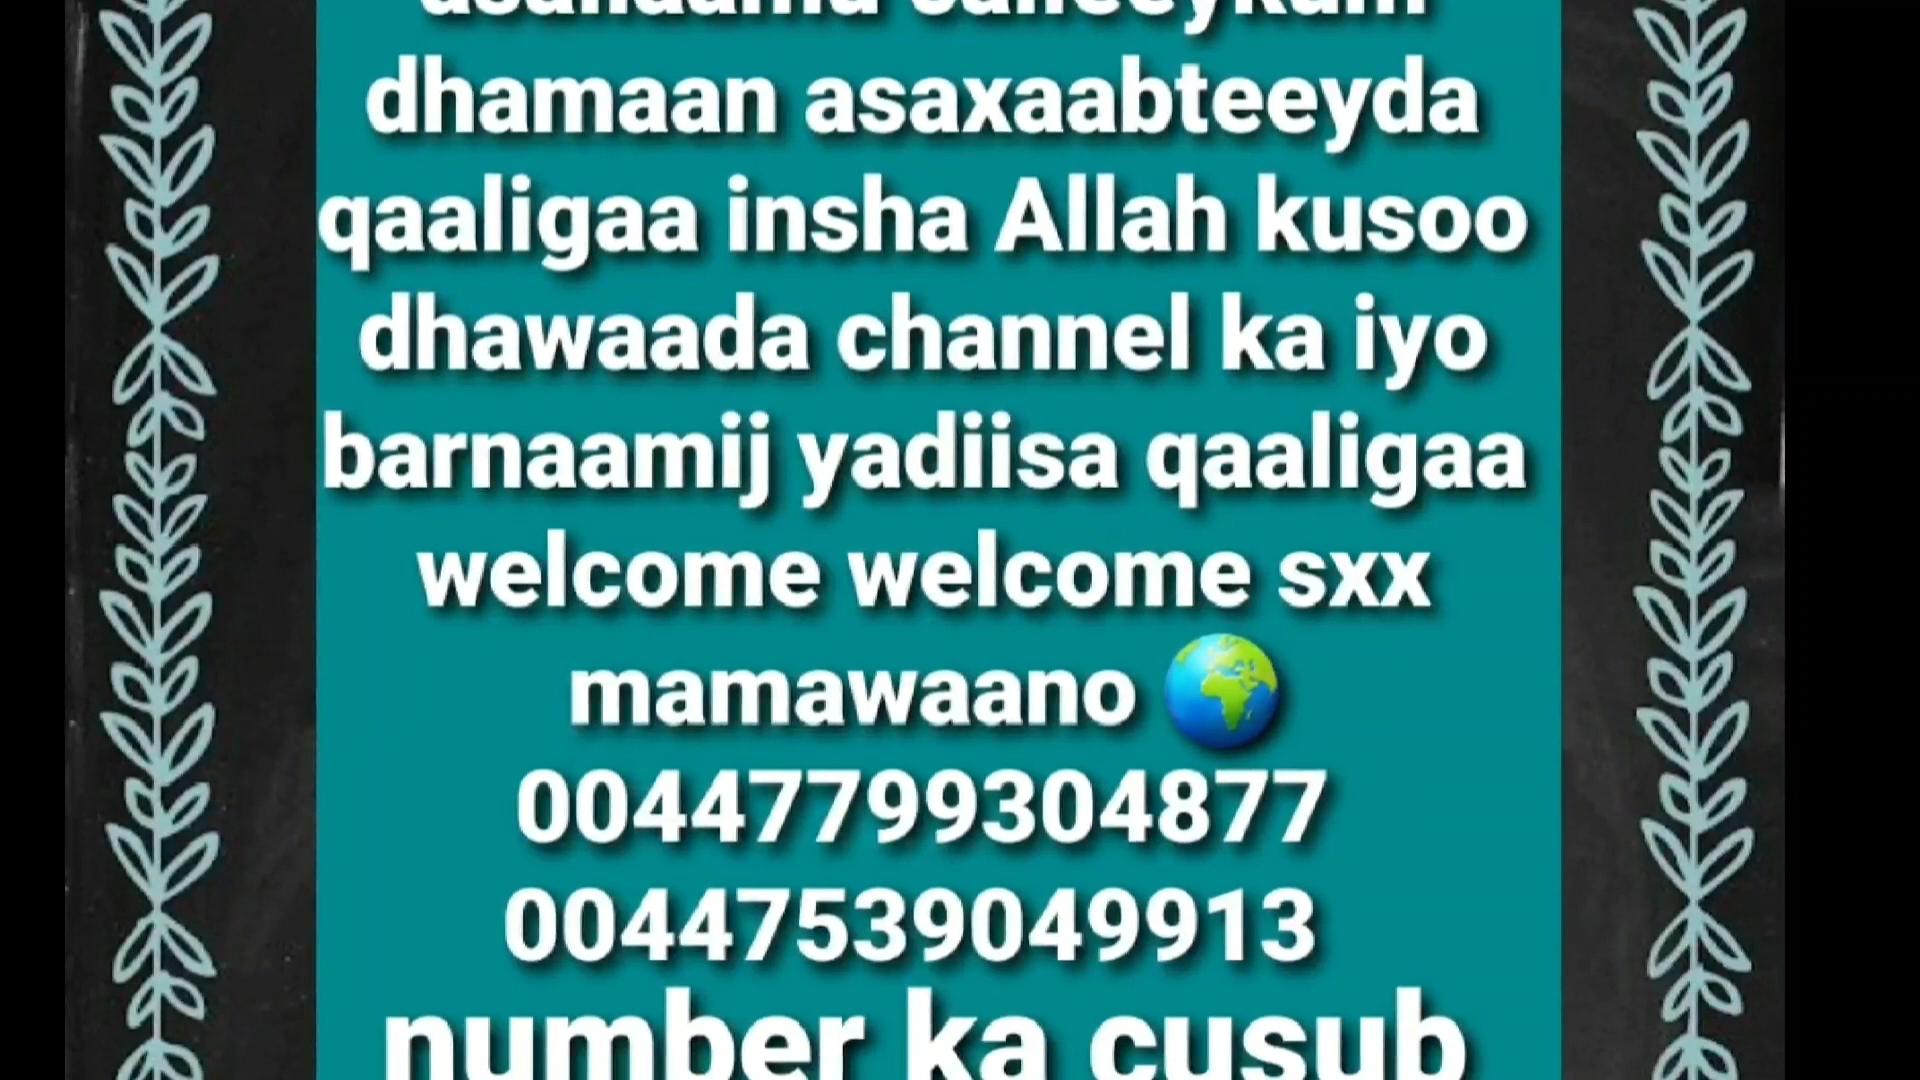 dhamaan asaxaabteeyda
qaaligaa insha Allah kusoo
dhawaada channel ka iyo
barnaamij yadiisa qaaligaa
welcome welcome sxx
mamawaano 🌍
00447799304877
00447539049913
number ka cusub